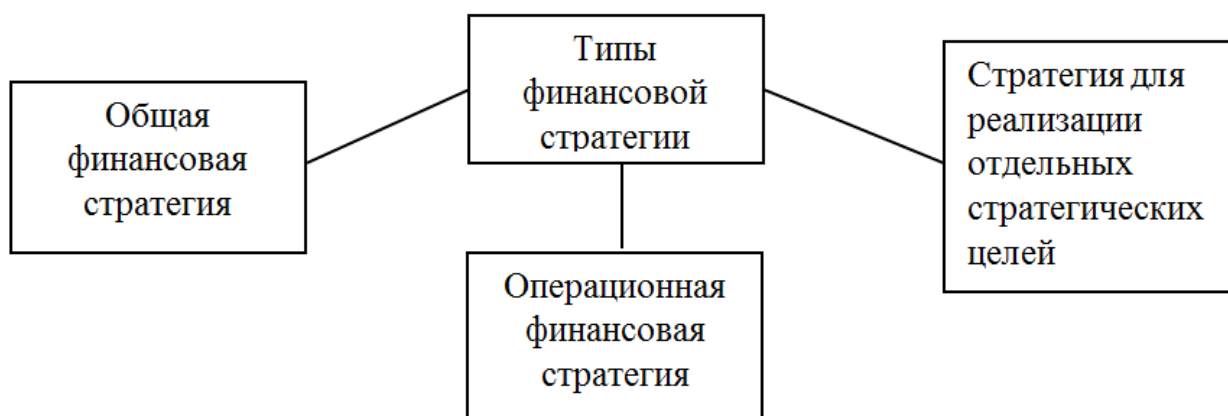 Типы
финансовой
стратегии
Общая
финансовая
стратегия
Стратегия для
реализации
отдельных
стратегических
целей
Операционная
финансовая
стратегия